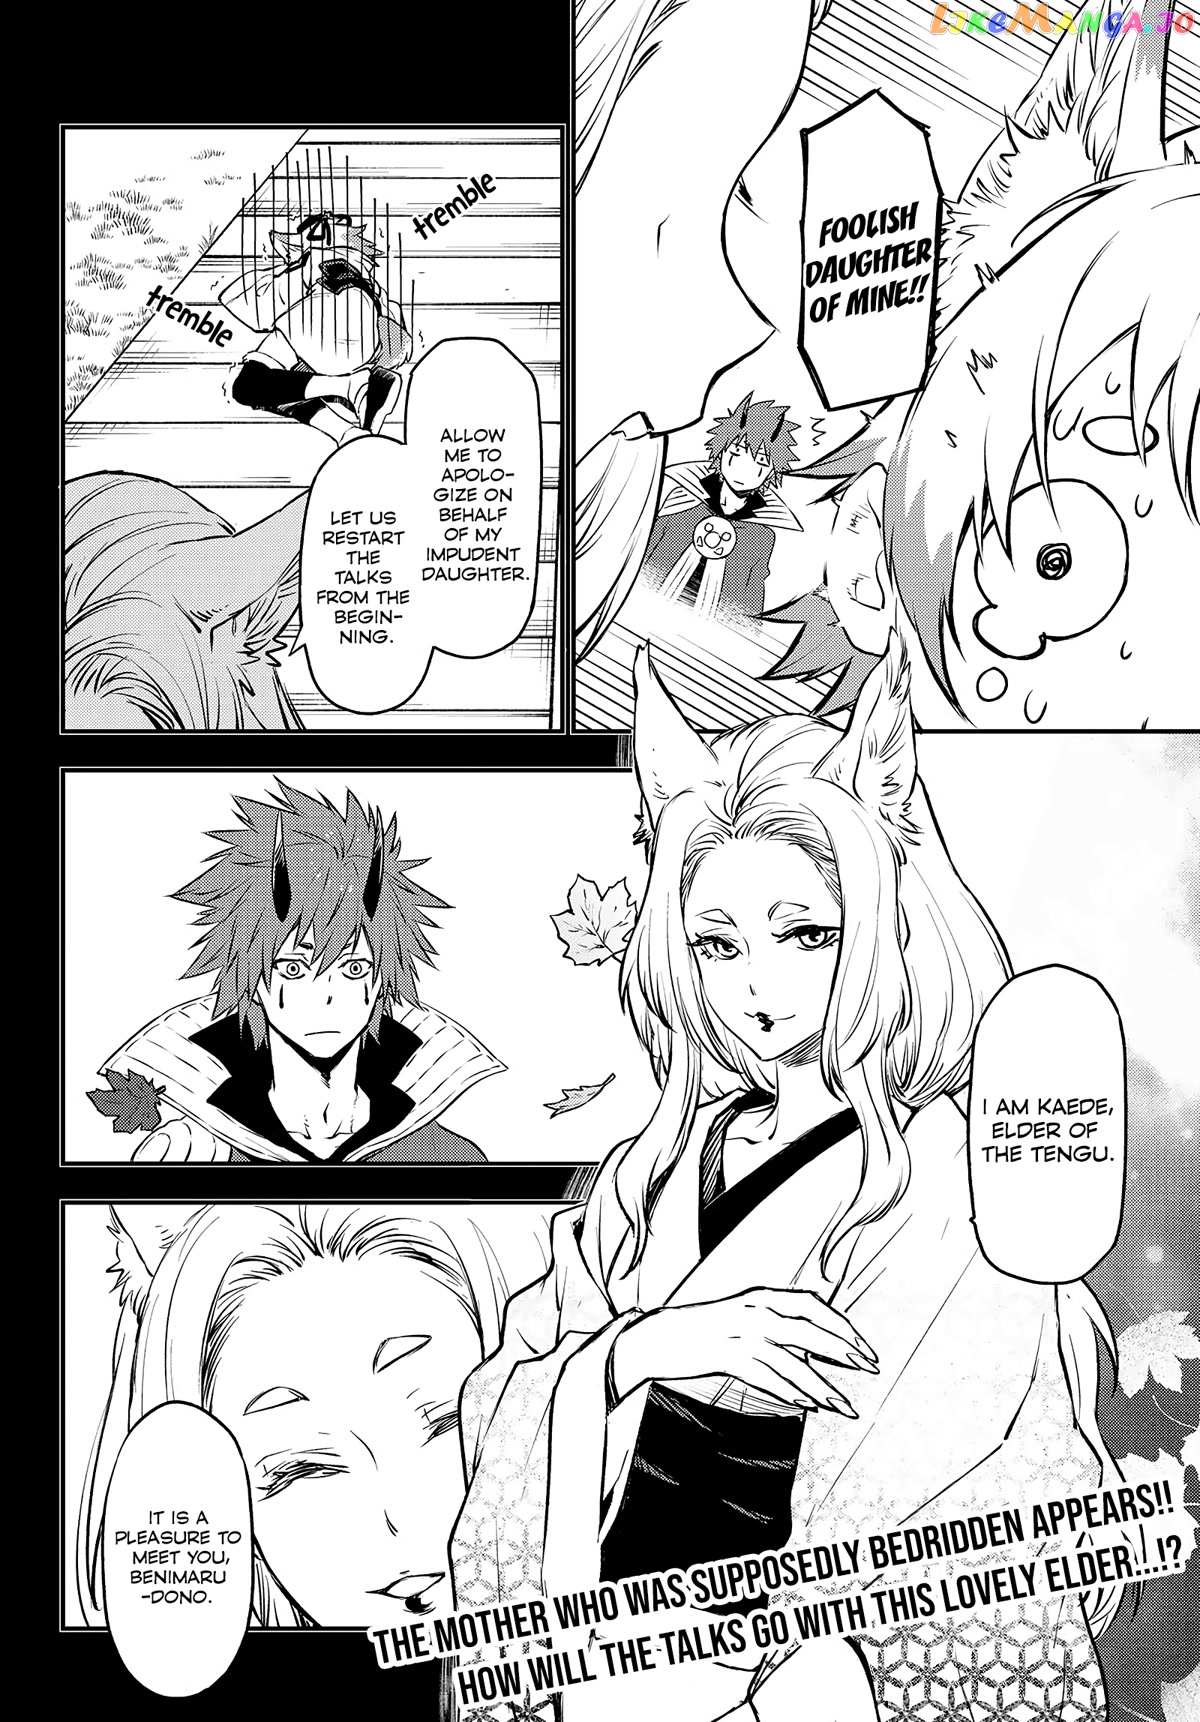 LIKEMANGA.IO
FOOLISH
DAUGHTER
OF MINE!!
tremble
tremble
ALLOW
ME TO
APOLO-
GIZE ON
BEHALF
OF MY
IMPUDENT
DAUGHTER.
LET US
RESTART
THE
TALKS
FROM THE
BEGIN-
NING.
I AM KAEDE,
ELDER OF
THE TENGU.
IT IS A
PLEASURE TO
MEET YOU,
BENIMARU
-DONO.
THE MOTHER WHO WAS SUPPOSEDLY BEDRIDDEN APPEARS!!
HOW WILL THE TALKS GO WITH THIS LOVELY ELDER...!?